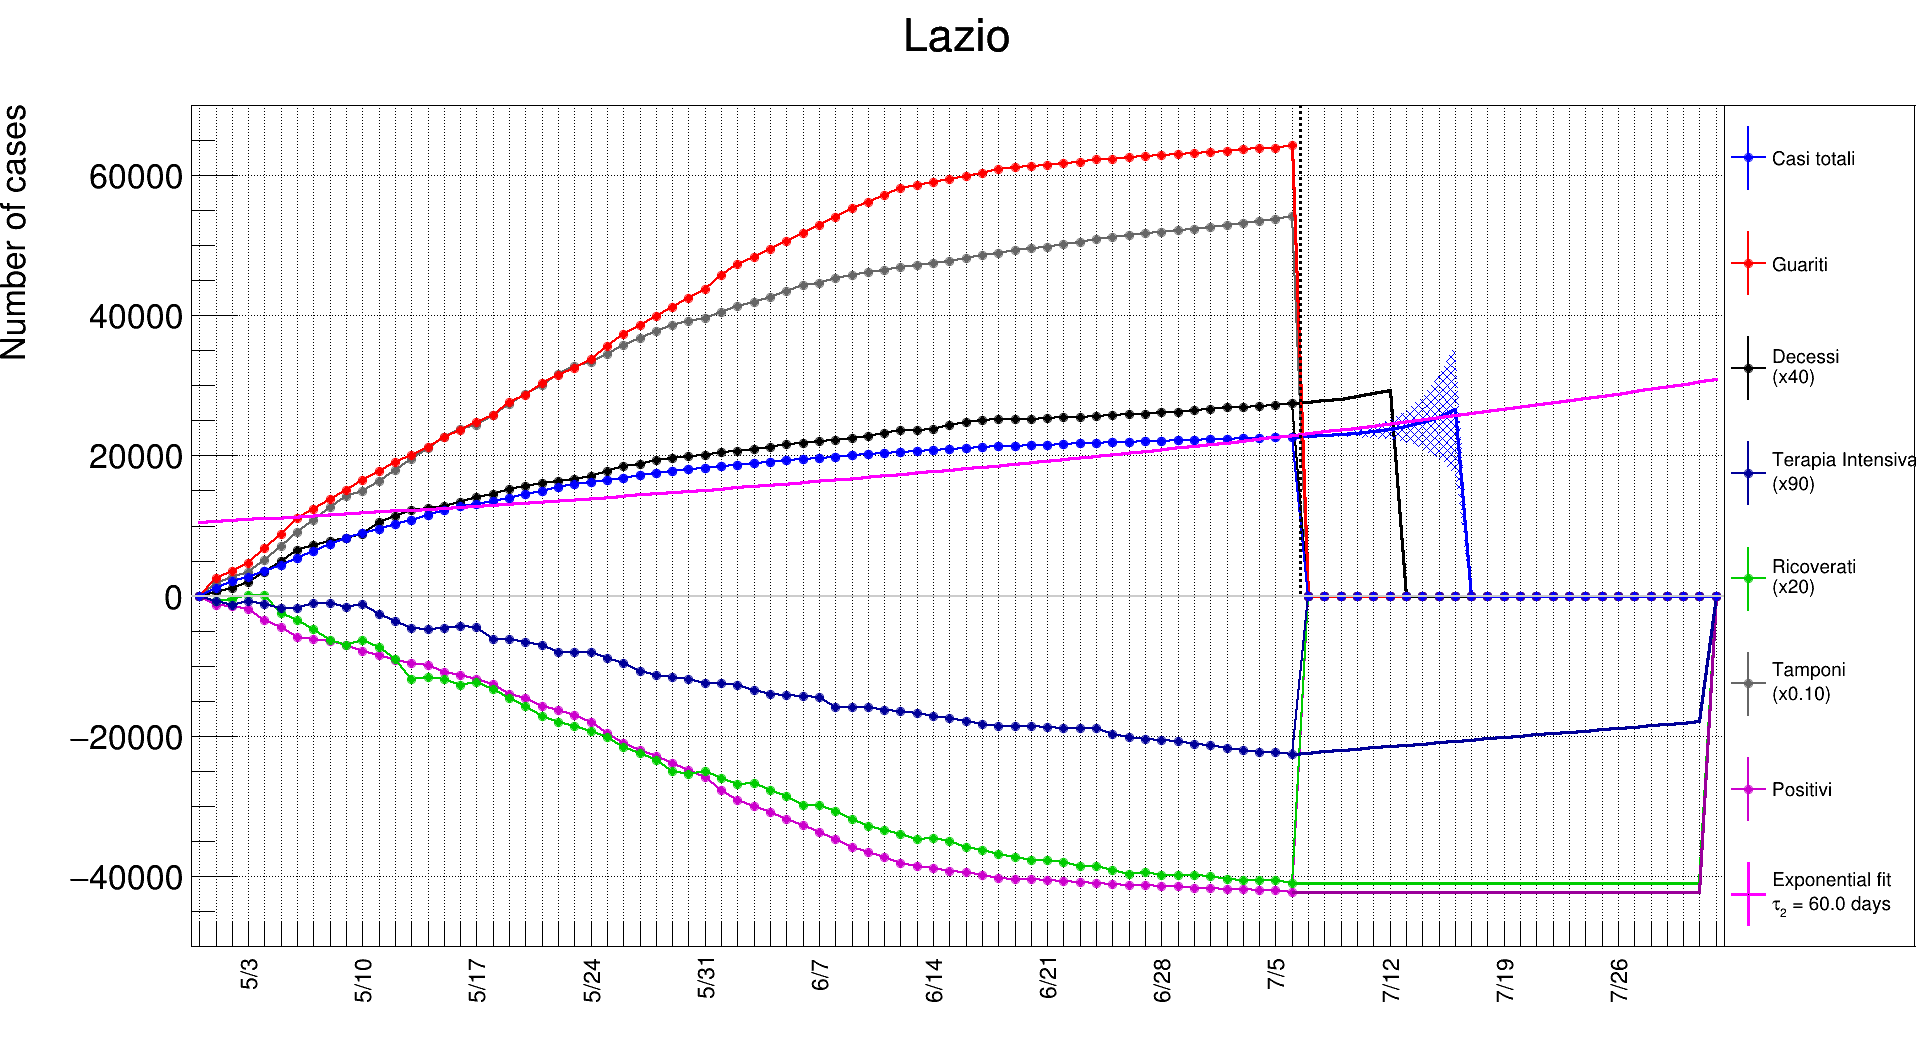 Lazio
Number of cases
60000
40000
20000
0
−20000
−40000
5/3
5/10
5/17
5/24
5/31
6/7
6/14
6/21
6/28
7/5
7/12
7/19
7/26
Casi totali
Guariti
Decessi
(x40)
Terapia Intensiva
(x90)
Ricoverati
(x20)
Tamponi
(x0.10)
Positivi
Exponential fit
τ2 = 60.0 days